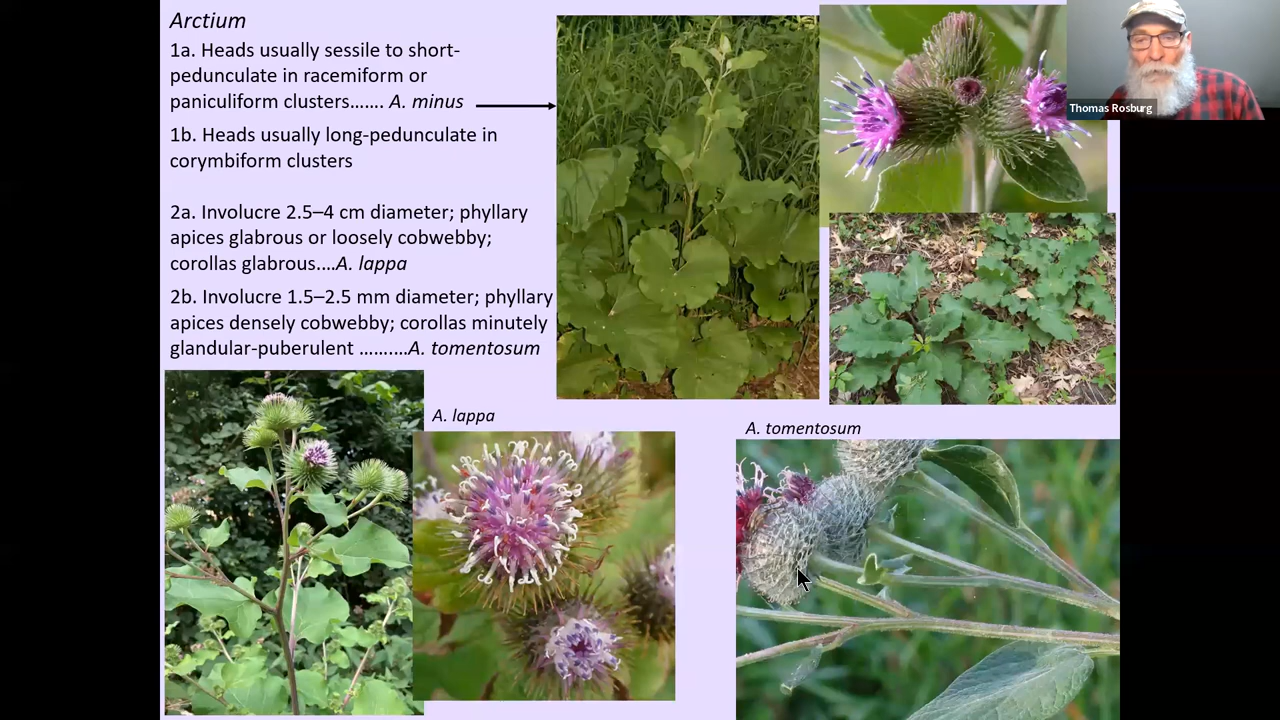 Arctium
1a. Heads usually sessile to short-
pedunculate in racemiform or
paniculiform clusters……. A. minus
1b. Heads usually long-pedunculate in
corymbiform clusters
2a. Involucre 2.5–4 cm diameter; phyllary
apices glabrous or loosely cobwebby;
corollas glabrous….A. lappa
2b. Involucre 1.5–2.5 mm diameter; phyllary
apices densely cobwebby; corollas minutely
glandular-puberulent ……..…A. tomentosum
A. lappa
A. tomentosum
Thomas Rosburg